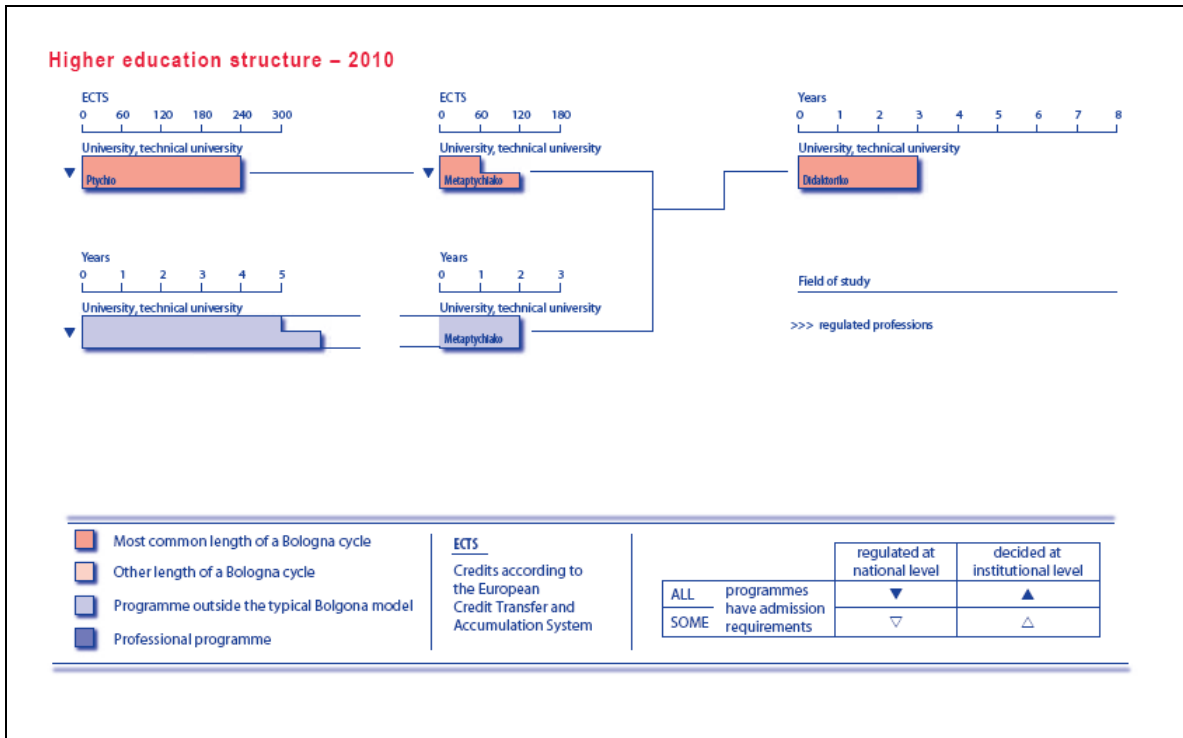 Higher education structure – 2010
ECTS
0 60 120 180 240 300
University, technical university
Ptychio
ECTS
0 60 120 180
University, technical university
Metaptychiako
Years
0 1 2 3 4 5 6 7 8
University, technical university
Didaktoriko
Years
0 1 2 3 4 5
University, technical university
Years
0 1 2 3
University, technical university
Metaptychiako
Field of study
>>> regulated professions
Most common length of a Bologna cycle
Other length of a Bologna cycle
Programme outside the typical Bolgona model
Professional programme
ECTS
Credits according to
the European
Credit Transfer and
Accumulation System
regulated at
national level
decided at
institutional level
ALL
SOME
programmes
have admission
requirements